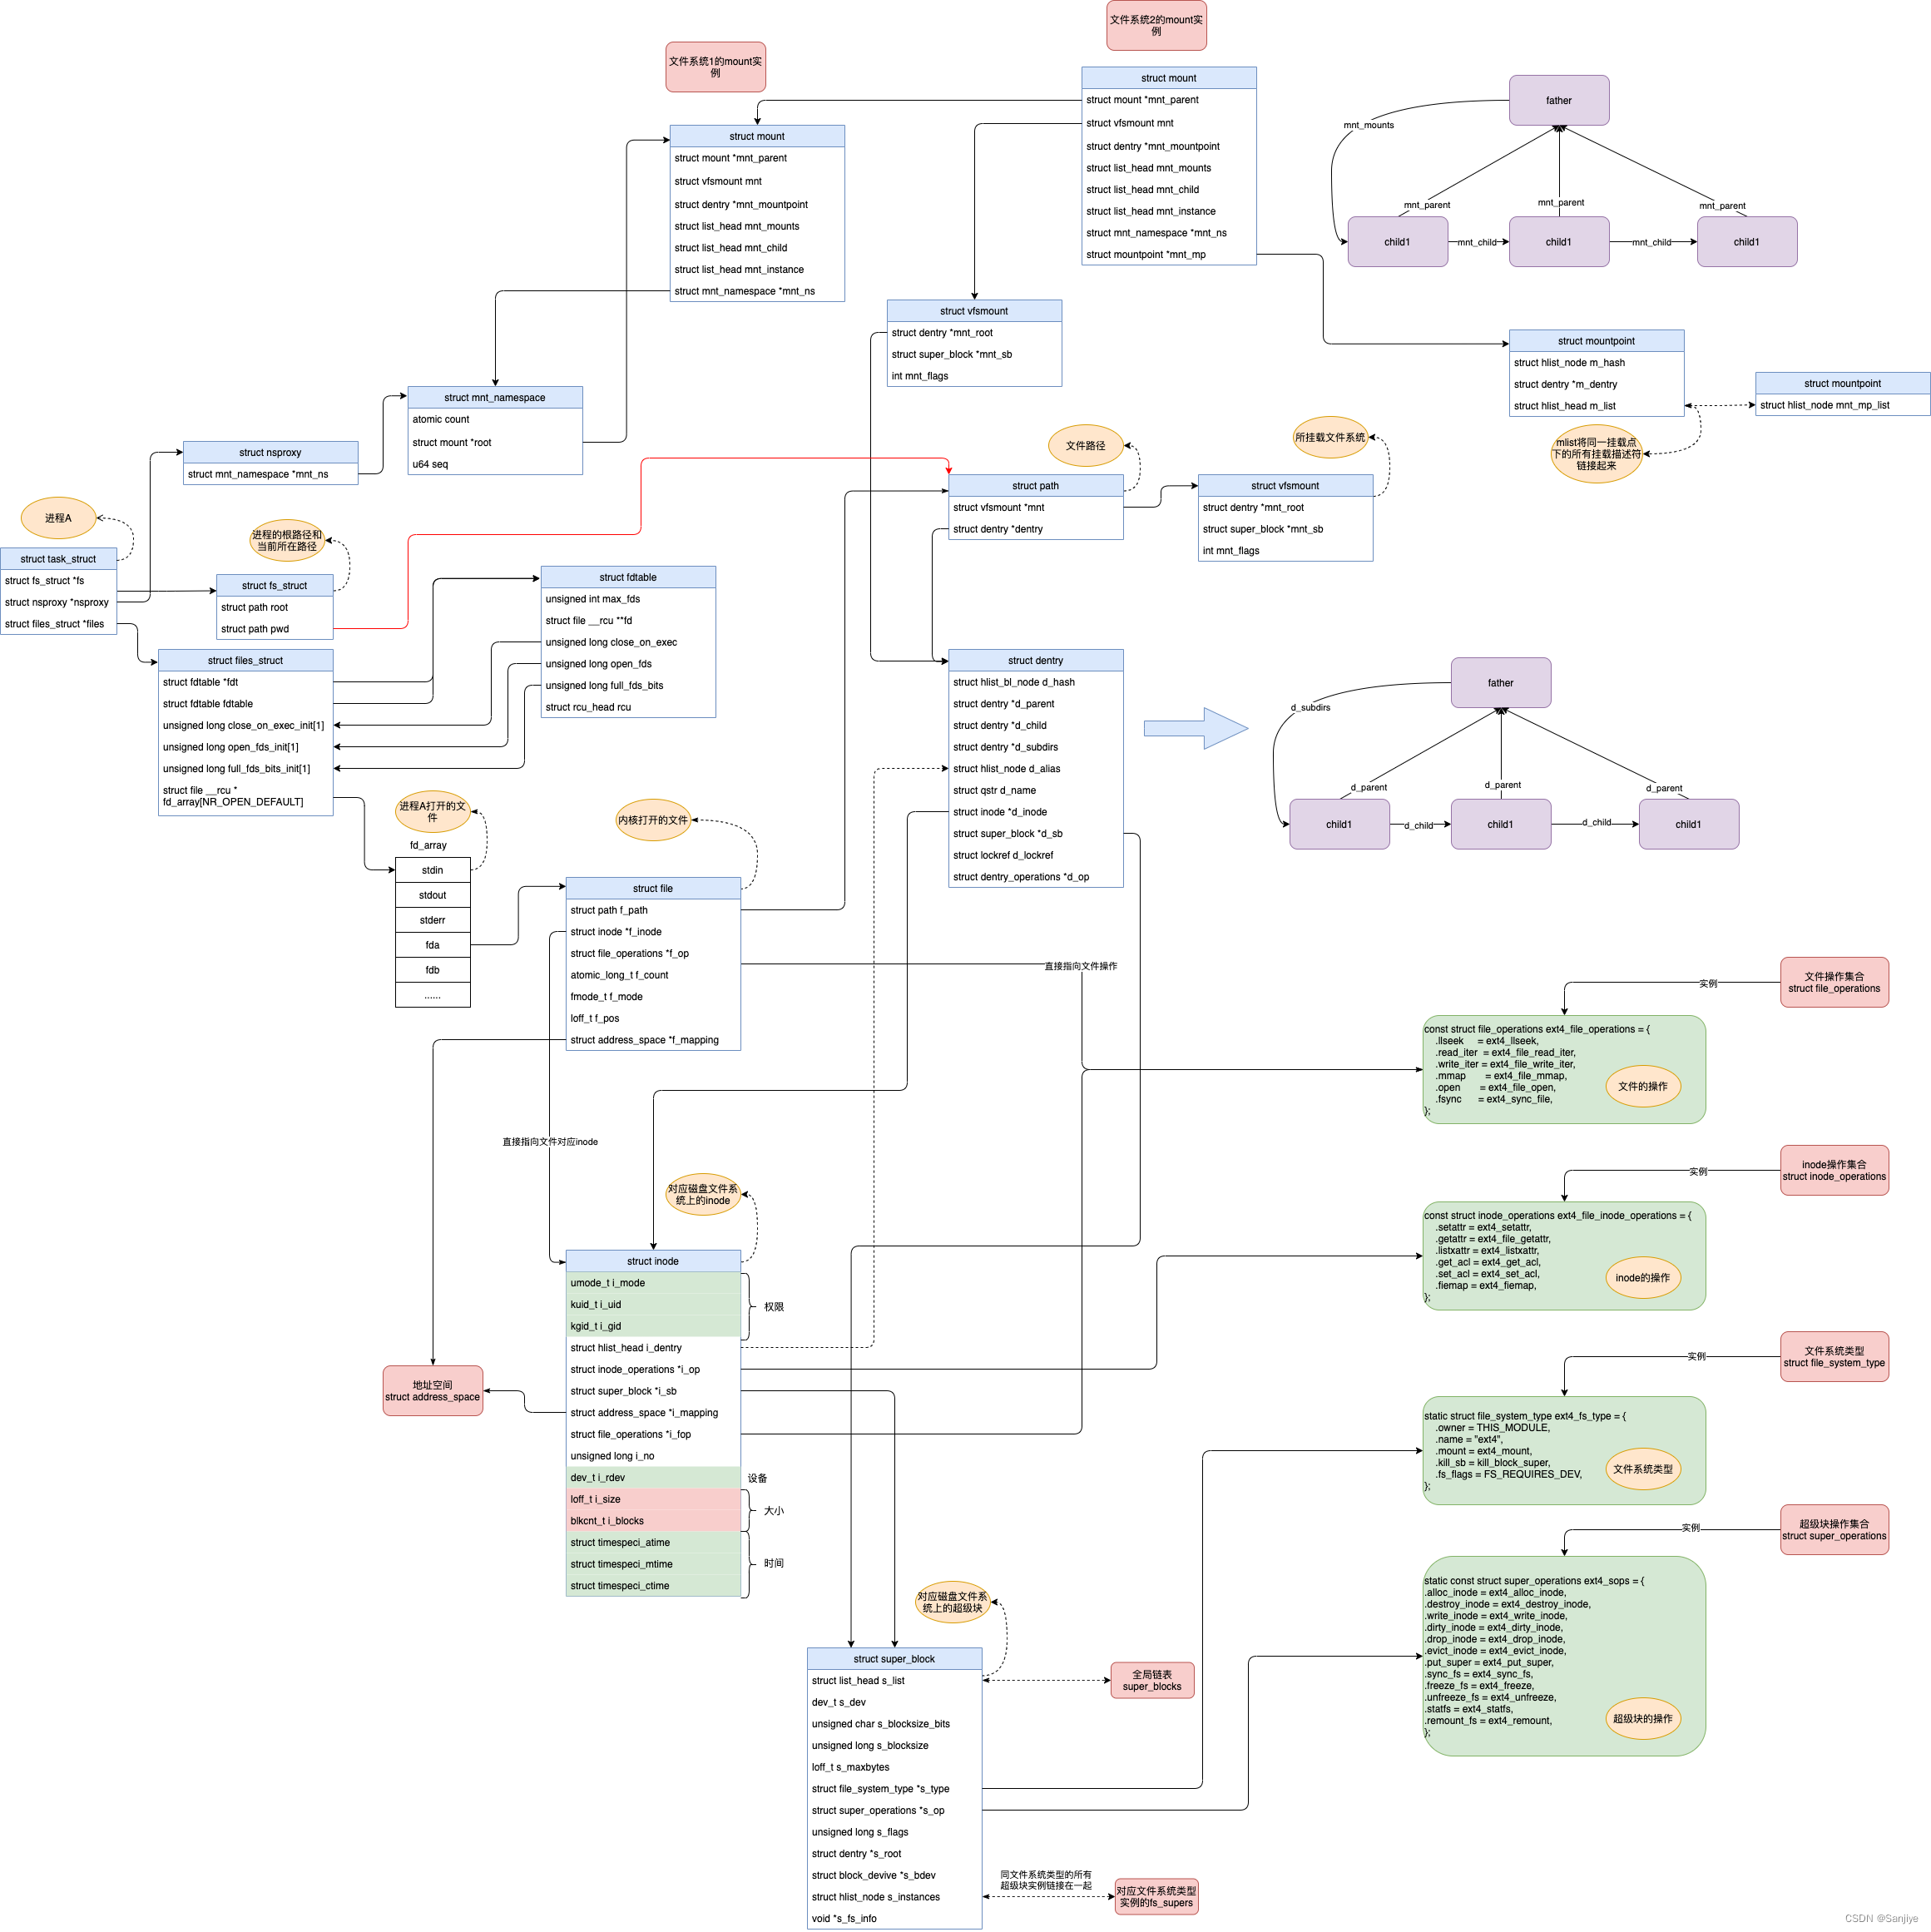 文件系统2的mount实
例
文件系统1的mount实
例
struct mount
struct mount *mnt_parent
struct vfsmount mnt
struct dentry *mnt_mountpoint
struct list_head mnt_mounts
struct list_head mnt_child
struct list_head mnt_instance
struct mnt_namespace *mnt_ns
struct mountpoint *mnt_mp
struct mount
struct mount *mnt_parent
struct vfsmount mnt
struct dentry *mnt_mountpoint
struct list_head mnt_mounts
struct list_head mnt_child
struct list_head mnt_instance
struct mnt_namespace *mnt_ns
father
mnt_mounts
mnt_parent
mnt_parent
mnt_parent
child1
mnt_child
child1
mnt_child
child1
struct vfsmount
struct dentry *mnt_root
struct super_block *mnt_sb
int mnt_flags
struct mountpoint
struct hlist_node m_hash
struct dentry *m_dentry
struct hlist_head m_list
struct mountpoint
struct hlist_node mnt_mp_list
mlist将同一挂载点
下的所有挂载描述符
链接起来
struct mnt_namespace
atomic count
struct mount *root
u64 seq
struct nsproxy
struct mnt_namespace *mnt_ns
文件路径
所挂载文件系统
struct path
struct vfsmount *mnt
struct dentry *dentry
struct vfsmount
struct dentry *mnt_root
struct super_block *mnt_sb
int mnt_flags
进程A
struct task_struct
struct fs_struct *fs
struct nsproxy *nsproxy
struct files_struct *files
进程的根路径和
当前所在路径
struct fs_struct
struct path root
struct path pwd
struct fdtable
unsigned int max_fds
struct file __rcu **fd
unsigned long close_on_exec
unsigned long open_fds
unsigned long full_fds_bits
struct rcu_head rcu
struct files_struct
struct fdtable *fdt
struct fdtable fdtable
unsigned long close_on_exec_init[1]
unsigned long open_fds_init[1]
unsigned long full_fds_bits_init[1]
struct file __rcu *
fd_array[NR_OPEN_DEFAULT]
struct dentry
struct hlist_bl_node d_hash
struct dentry *d_parent
struct dentry *d_child
struct dentry *d_subdirs
struct hlist_node d_alias
struct qstr d_name
struct inode *d_inode
struct super_block *d_sb
struct lockref d_lockref
struct dentry_operations *d_op
father
d_subdirs
d_parent
d_parent
d_parent
child1
d_child
child1
d_child
child1
进程A打开的文
件
fd_array
stdin
stdout
stderr
fda
fdb
......
内核打开的文件
struct file
struct path f_path
struct inode *f_inode
struct file_operations *f_op
atomic_long_t f_count
fmode_t f_mode
loff_t f_pos
struct address_space *f_mapping
直接指向文件操作
直接指向文件对应inode
文件操作集合
struct file_operations
实例
const struct file_operations ext4_file_operations = {
.llseek = ext4_llseek,
.read_iter = ext4_file_read_iter,
.write_iter = ext4_file_write_iter,
.mmap = ext4_file_mmap,
.open = ext4_file_open,
.fsync = ext4_sync_file,
};
文件的操作
inode操作集合
struct inode_operations
实例
const struct inode_operations ext4_file_inode_operations = {
.setattr = ext4_setattr,
.getattr = ext4_file_getattr,
.listxattr = ext4_listxattr,
.get_acl = ext4_get_acl,
.set_acl = ext4_set_acl,
.fiemap = ext4_fiemap,
};
inode的操作
对应磁盘文件系
统上的inode
struct inode
umode_t i_mode
kuid_t i_uid
kgid_t i_gid
struct hlist_head i_dentry
struct inode_operations *i_op
struct super_block *i_sb
struct address_space *i_mapping
struct file_operations *i_fop
unsigned long i_no
dev_t i_rdev
loff_t i_size
blkcnt_t i_blocks
struct timespeci_atime
struct timespeci_mtime
struct timespeci_ctime
权限
设备
大小
时间
地址空间
struct address_space
文件系统类型
struct file_system_type
实例
static struct file_system_type ext4_fs_type = {
.owner = THIS_MODULE,
.name = "ext4",
.mount = ext4_mount,
.kill_sb = kill_block_super,
.fs_flags = FS_REQUIRES_DEV,
};
文件系统类型
超级块操作集合
struct super_operations
实例
static const struct super_operations ext4_sops = {
.alloc_inode = ext4_alloc_inode,
.destroy_inode = ext4_destroy_inode,
.write_inode = ext4_write_inode,
.dirty_inode = ext4_dirty_inode,
.drop_inode = ext4_drop_inode,
.evict_inode = ext4_evict_inode,
.put_super = ext4_put_super,
.sync_fs = ext4_sync_fs,
.freeze_fs = ext4_freeze,
.unfreeze_fs = ext4_unfreeze,
.statfs = ext4_statfs,
.remount_fs = ext4_remount,
};
超级块的操作
对应磁盘文件系
统上的超级块
struct super_block
struct list_head s_list
dev_t s_dev
unsigned char s_blocksize_bits
unsigned long s_blocksize
loff_t s_maxbytes
struct file_system_type *s_type
struct super_operations *s_op
unsigned long s_flags
struct dentry *s_root
struct block_devive *s_bdev
struct hlist_node s_instances
void *s_fs_info
全局链表
super_blocks
同文件系统类型的所有
超级块实例链接在一起
对应文件系统类型
实例的fs_supers
CSDN @Sanjiye